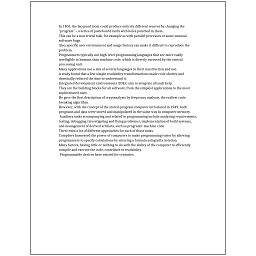 In 1801, the Jacquard loom could produce entirely different weaves by changing the
"program" – a series of pasteboard cards with holes punched in them.
This can be a non-trivial task, for example as with parallel processes or some unusual
software bugs.
Also, specific user environment and usage history can make it difficult to reproduce the
problem.
Programmers typically use high-level programming languages that are more easily
intelligible to humans than machine code, which is directly executed by the central
processing unit.
Many applications use a mix of several languages in their construction and use.
A study found that a few simple readability transformations made code shorter and
drastically reduced the time to understand it.
Integrated development environments (IDEs) aim to integrate all such help.
They are the building blocks for all software, from the simplest applications to the most
sophisticated ones.
He gave the first description of cryptanalysis by frequency analysis, the earliest code-
breaking algorithm.
However, with the concept of the stored-program computer introduced in 1949, both
programs and data were stored and manipulated in the same way in computer memory.
Auxiliary tasks accompanying and related to programming include analyzing requirements,
testing, debugging (investigating and fixing problems), implementation of build systems,
and management of derived artifacts, such as programs' machine code.
There exist a lot of different approaches for each of those tasks.
Compilers harnessed the power of computers to make programming easier by allowing
programmers to specify calculations by entering a formula using infix notation.
Many factors, having little or nothing to do with the ability of the computer to efficiently
compile and execute the code, contribute to readability.
Programmable devices have existed for centuries.